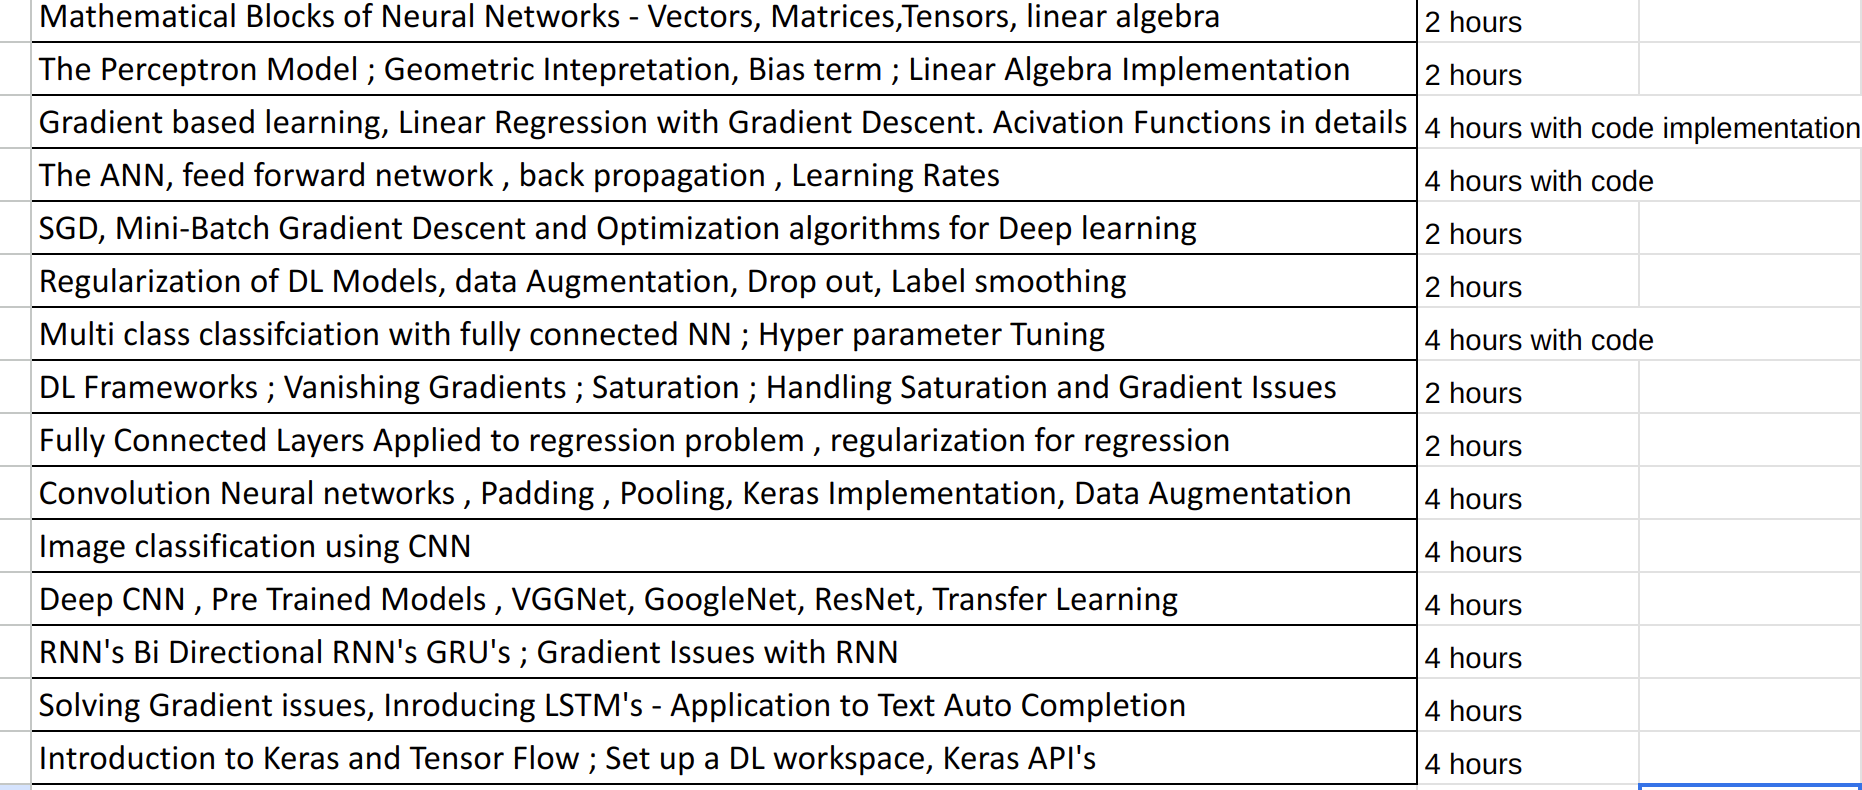 Mathematical Blocks of Neural Networks - Vectors, Matrices,Tensors, linear algebra 2 hours
The Perceptron Model ; Geometric Intepretation, Bias term ; Linear Algebra Implementation 2 hours
Gradient based learning, Linear Regression with Gradient Descent. Acivation Functions in details 4 hours with code implementation
The ANN, feed forward network , back propagation , Learning Rates 4 hours with code
SGD, Mini-Batch Gradient Descent and Optimization algorithms for Deep learning 2 hours
Regularization of DL Models, data Augmentation, Drop out, Label smoothing 2 hours
Multi class classifciation with fully connected NN ; Hyper parameter Tuning 4 hours with code
DL Frameworks ; Vanishing Gradients ; Saturation ; Handling Saturation and Gradient Issues 2 hours
Fully Connected Layers Applied to regression problem , regularization for regression 2 hours
Convolution Neural networks , Padding , Pooling, Keras Implementation, Data Augmentation 4 hours
Image classification using CNN 4 hours
Deep CNN , Pre Trained Models , VGGNet, GoogleNet, ResNet, Transfer Learning 4 hours
RNN's Bi Directional RNN's GRU's ; Gradient Issues with RNN 4 hours
Solving Gradient issues, Inroducing LSTM's - Application to Text Auto Completion 4 hours
Introduction to Keras and Tensor Flow ; Set up a DL workspace, Keras API's 4 hours